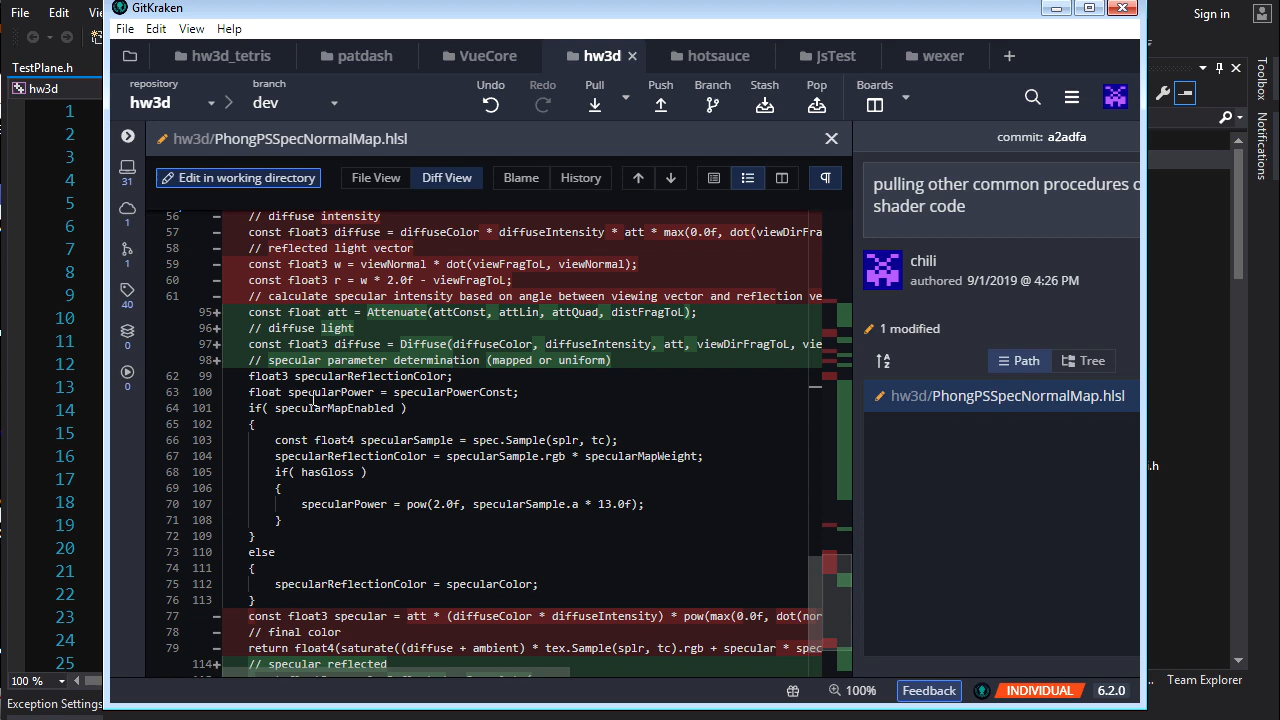 GitKraken
File Edit View Help
File Edit
Sign in
hw3d_tetris patdash VueCore hw3d hotsauce JsTest wexer
TestPlane.h
hw3d
repository branch
hw3d dev
Undo Redo Pull Push Branch Stash Pop Boards
hw3d/PhongPSSpecNormalMap.hlsl
commit: a2adfa
Edit in working directory File View Diff View Blame History
pulling other common procedures
shader code
chili
authored 9/1/2019 @ 4:26 PM
1 modified
Path Tree
hw3d/PhongPSSpecNormalMap.hlsl
31
1
1
40
0
0
56 − // diffuse intensity
57 − const float3 diffuse = diffuseColor * diffuseIntensity * att * max(0.0f, dot(viewDirFra
58 − // reflected light vector
59 − const float3 w = viewNormal * dot(viewFragToL, viewNormal);
60 − const float3 r = w * 2.0f - viewFragToL;
61 − // calculate specular intensity based on angle between viewing vector and reflection ve
95+ const float att = Attenuate(attConst, attLin, attQuad, distFragToL);
96+ // diffuse light
97+ const float3 diffuse = Diffuse(diffuseColor, diffuseIntensity, att, viewDirFragToL, vie
98+ // specular parameter determination (mapped or uniform)
62 99 float3 specularReflectionColor;
63 100 float specularPower = specularPowerConst;
64 101 if( specularMapEnabled )
65 102 {
66 103 const float4 specularSample = spec.Sample(splr, tc);
67 104 specularReflectionColor = specularSample.rgb * specularMapWeight;
68 105 if( hasGloss )
69 106 {
70 107 specularPower = pow(2.0f, specularSample.a * 13.0f);
71 108 }
72 109 }
73 110 else
74 111 {
75 112 specularReflectionColor = specularColor;
76 113 }
77 − const float3 specular = att * (diffuseColor * diffuseIntensity) * pow(max(0.0f, dot(nor
78 − // final color
79 − return float4(saturate((diffuse + ambient) * tex.Sample(splr, tc).rgb + specular * spec
114+ // specular reflected
1
2
3
4
5
6
7
8
9
10
11
12
13
14
15
16
17
18
19
20
21
22
23
24
25
100 %
Exception Settings
100% Feedback INDIVIDUAL 6.2.0
Toolbox
Notifications
Team Explorer